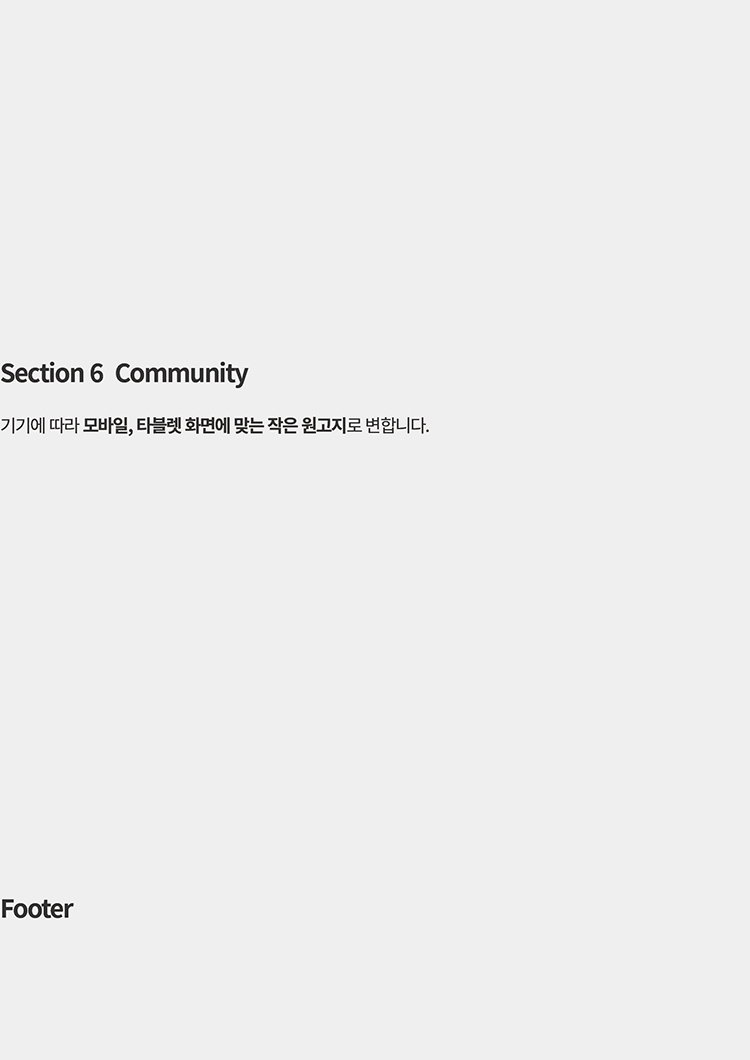 Section 6  Community
기기에 따라 모바일, 타블렛 화면에 맞는 작은 원고지로 변합니다.
Footer